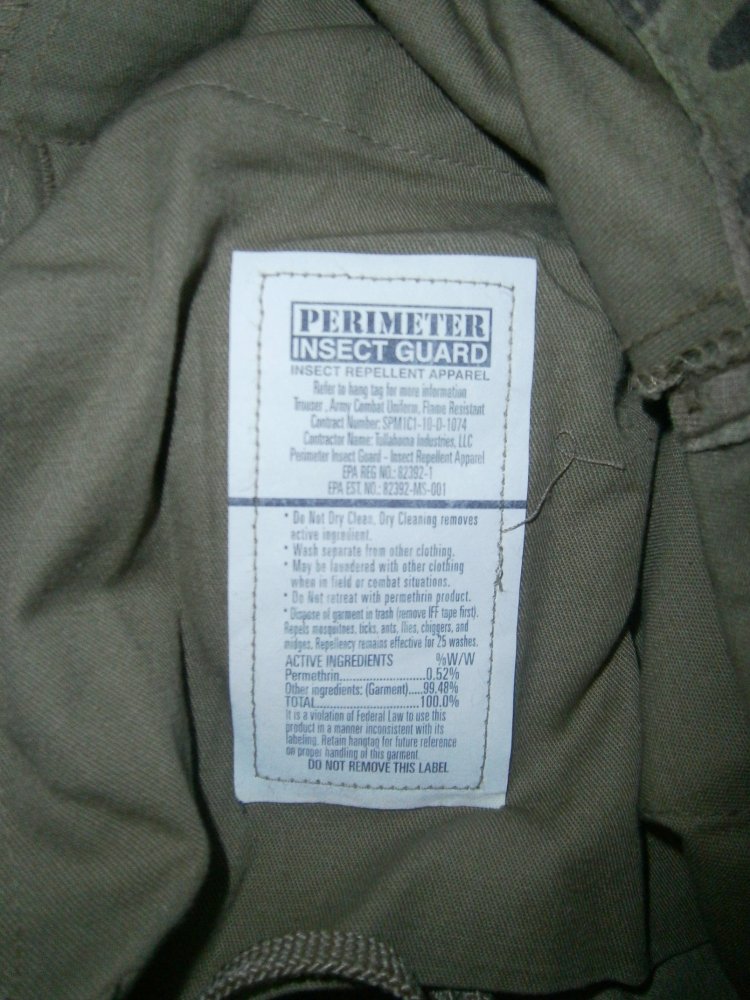 PERIMETER
INSECT GUARD
INSECT REPELLENT APPAREL
Refer to hang tag for more information
Trouser , Army Combat Uniform, Flame Resistant
Contract Number: SPM1C1-10-D-1074
Contractor Name: Tullahoma Industries, LLC
Perimeter Insect Guard - Insect Repellent Apparel
EPA REG NO.: 82392-1
EPA EST. NO.: 82392-MS-001
• Do Not Dry Clean, Dry Cleaning removes
active ingredient.
• Wash separate from other clothing.
• May be laundered with other clothing
when in field or combat situations.
• Do Not retreat with permethrin product.
• Dispose of garment in trash (remove IFF tape first).
Repels mosquitoes, ticks, ants, flies, chiggers, and
midges. Repellency remains effective for 25 washes.
ACTIVE INGREDIENTS %W/W
Permethrin....................0.52%
Other ingredients: (Garment)....99.48%
TOTAL.........................100.0%
It is a violation of Federal Law to use this
product in a manner inconsistent with its
labeling. Retain hangtag for future reference
on proper handling of this garment.
DO NOT REMOVE THIS LABEL